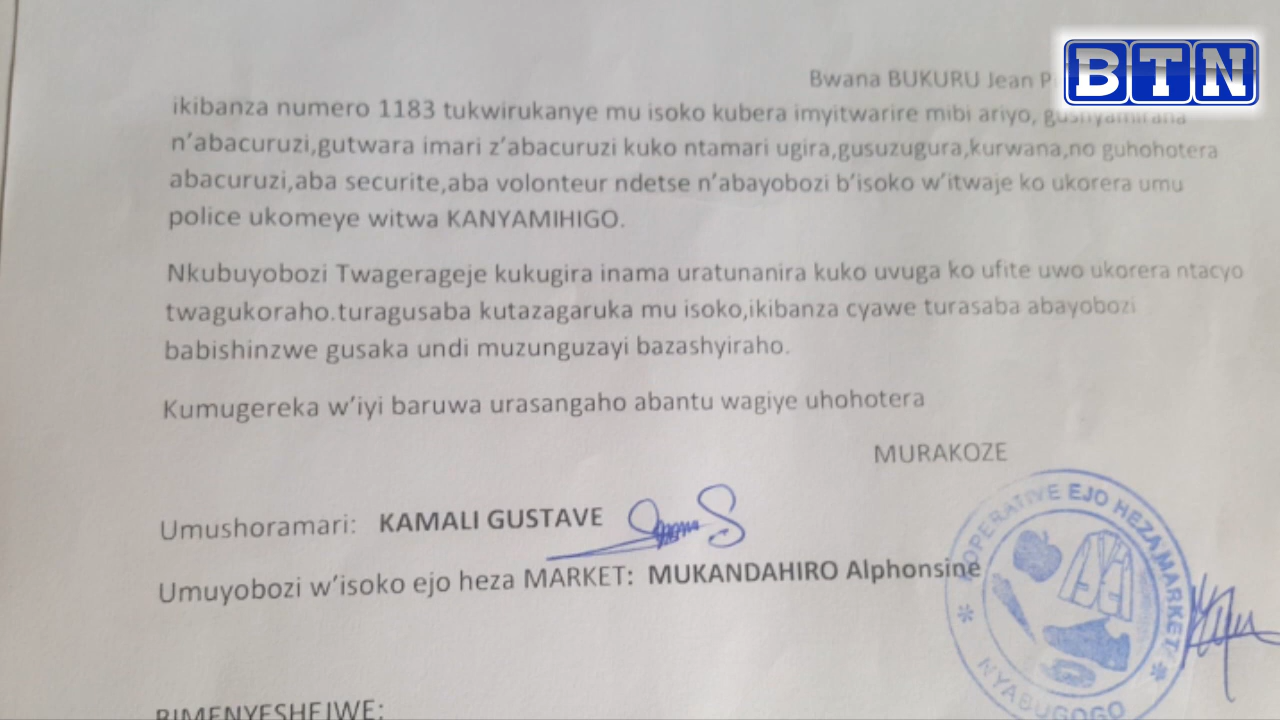 BTN
Bwana BUKURU Jean
ikibanza numero 1183 tukwirukanye mu isoko kubera imyitwarire mibi ariyo, gushyamirana
n’abacuruzi,gutwara imari z’abacuruzi kuko ntamari ugira,gusuzugura,kurwana,no guhohotera
abacuruzi,aba securite,aba volonteur ndetse n’abayobozi b’isoko w’itwaje ko ukorera umu
police ukomeye witwa KANYAMIHIGO.
Nkubuyobozi Twagerageje kukugira inama uratunanira kuko uvuga ko ufite uwo ukorera ntacyo
twagukoraho.turagusaba kutazagaruka mu isoko,ikibanza cyawe turasaba abayobozi
babishinzwe gusaka undi muzunguzayi bazashyiraho.
Kumugereka w’iyi baruwa urasangaho abantu wagiye uhohotera
MURAKOZE
Umushoramari: KAMALI GUSTAVE
Umuyobozi w’isoko ejo heza MARKET: MUKANDAHIRO Alphonsine
KOPERATIVE EJO HEZA MARKET
NYABUGOGO
BIMENYESHEJWE: